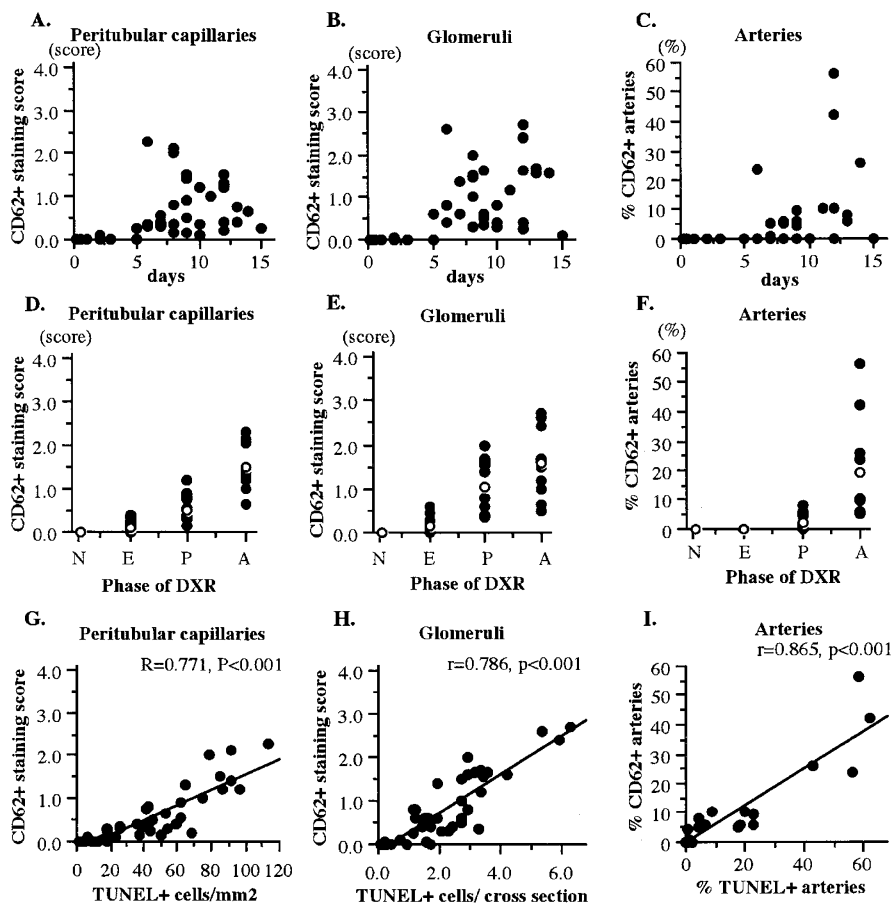 A.
Peritubular capillaries
(score)
CD62+ staining score
4.0
3.0
2.0
1.0
0.0
0 5 10 15
days
B.
Glomeruli
(score)
CD62+ staining score
4.0
3.0
2.0
1.0
0.0
0 5 10 15
days
C.
Arteries
(%)
% CD62+ arteries
60
50
40
30
20
10
0
0 5 10 15
days
D.
Peritubular capillaries
(score)
CD62+ staining score
4.0
3.0
2.0
1.0
0.0
N E P A
Phase of DXR
E.
Glomeruli
(score)
CD62+ staining score
4.0
3.0
2.0
1.0
0.0
N E P A
Phase of DXR
F.
Arteries
(%)
% CD62+ arteries
60
50
40
30
20
10
0
N E P A
Phase of DXR
G.
Peritubular capillaries
R=0.771, P<0.001
CD62+ staining score
4.0
3.0
2.0
1.0
0.0
0 20 40 60 80 100 120
TUNEL+ cells/mm2
H.
Glomeruli
r=0.786, p<0.001
CD62+ staining score
4.0
3.0
2.0
1.0
0.0
0.0 2.0 4.0 6.0
TUNEL+ cells/ cross section
I.
Arteries
r=0.865, p<0.001
% CD62+ arteries
60
50
40
30
20
10
0
0 20 40 60
% TUNEL+ arteries